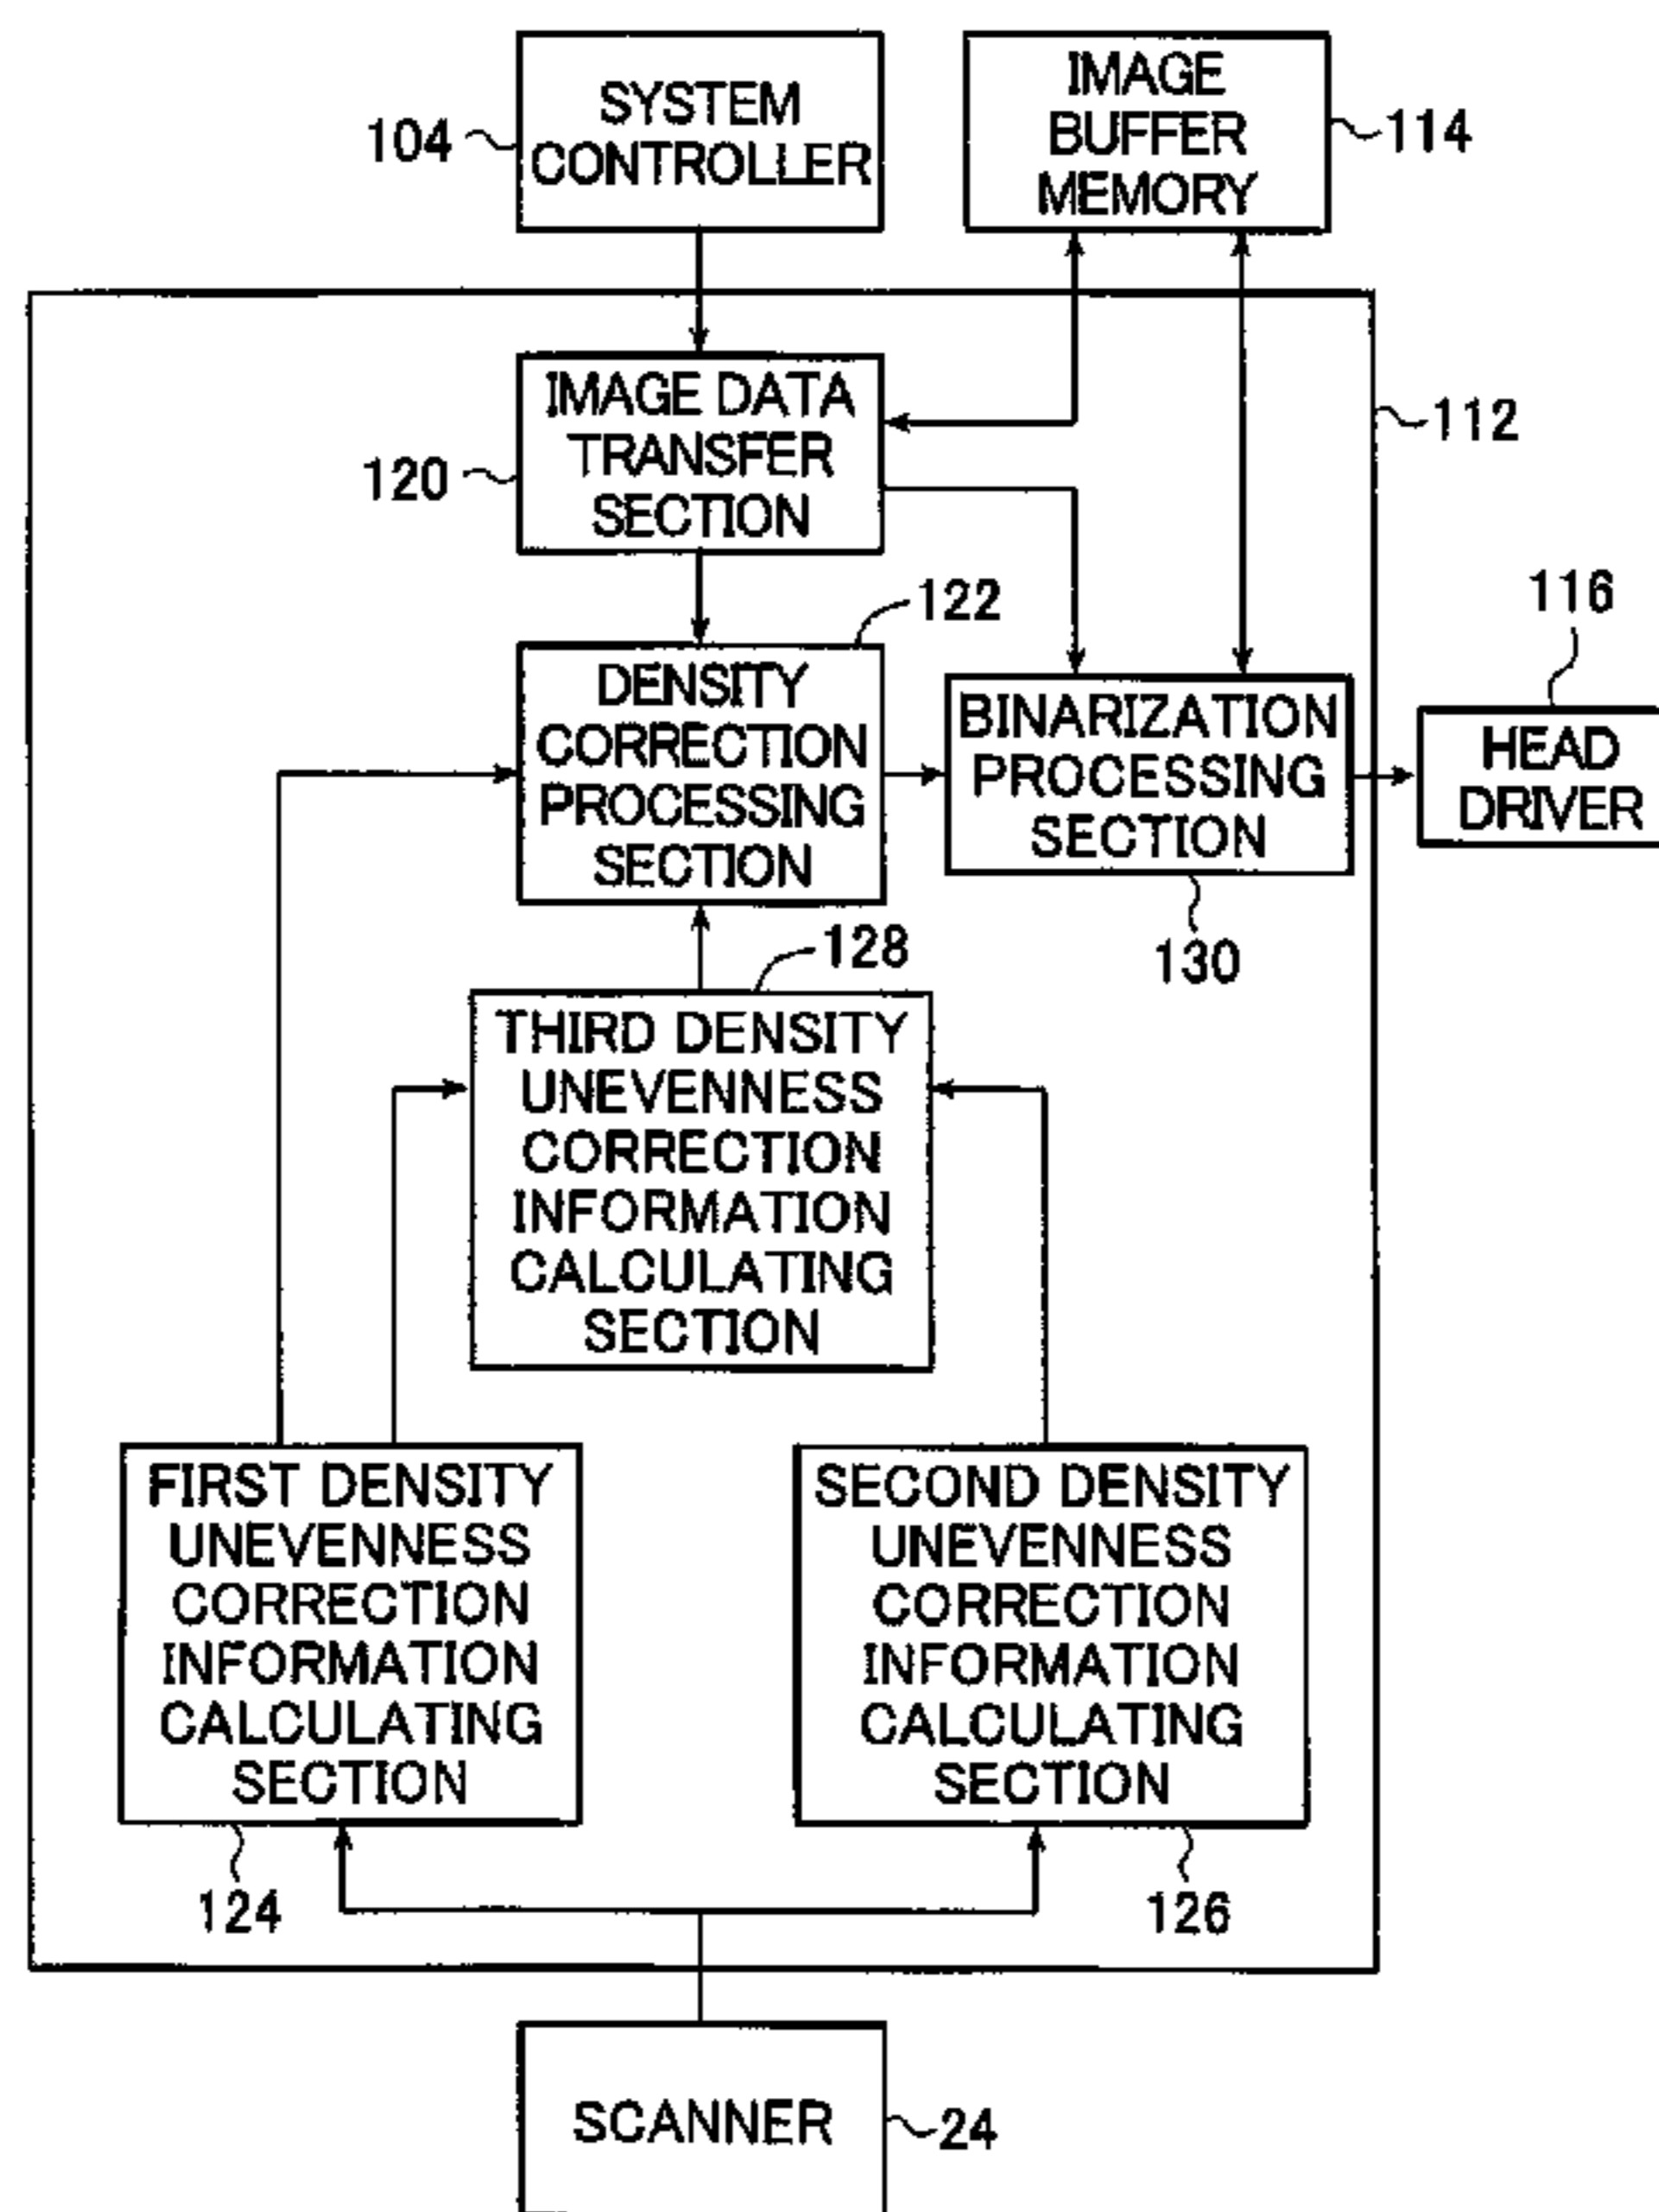 SYSTEM
CONTROLLER
104
IMAGE
BUFFER
MEMORY
114
IMAGE DATA
TRANSFER
SECTION
120
112
122
DENSITY
CORRECTION
PROCESSING
SECTION
BINARIZATION
PROCESSING
SECTION
130
116
HEAD
DRIVER
128
THIRD DENSITY
UNEVENNESS
CORRECTION
INFORMATION
CALCULATING
SECTION
FIRST DENSITY
UNEVENNESS
CORRECTION
INFORMATION
CALCULATING
SECTION
124
SECOND DENSITY
UNEVENNESS
CORRECTION
INFORMATION
CALCULATING
SECTION
126
SCANNER
24